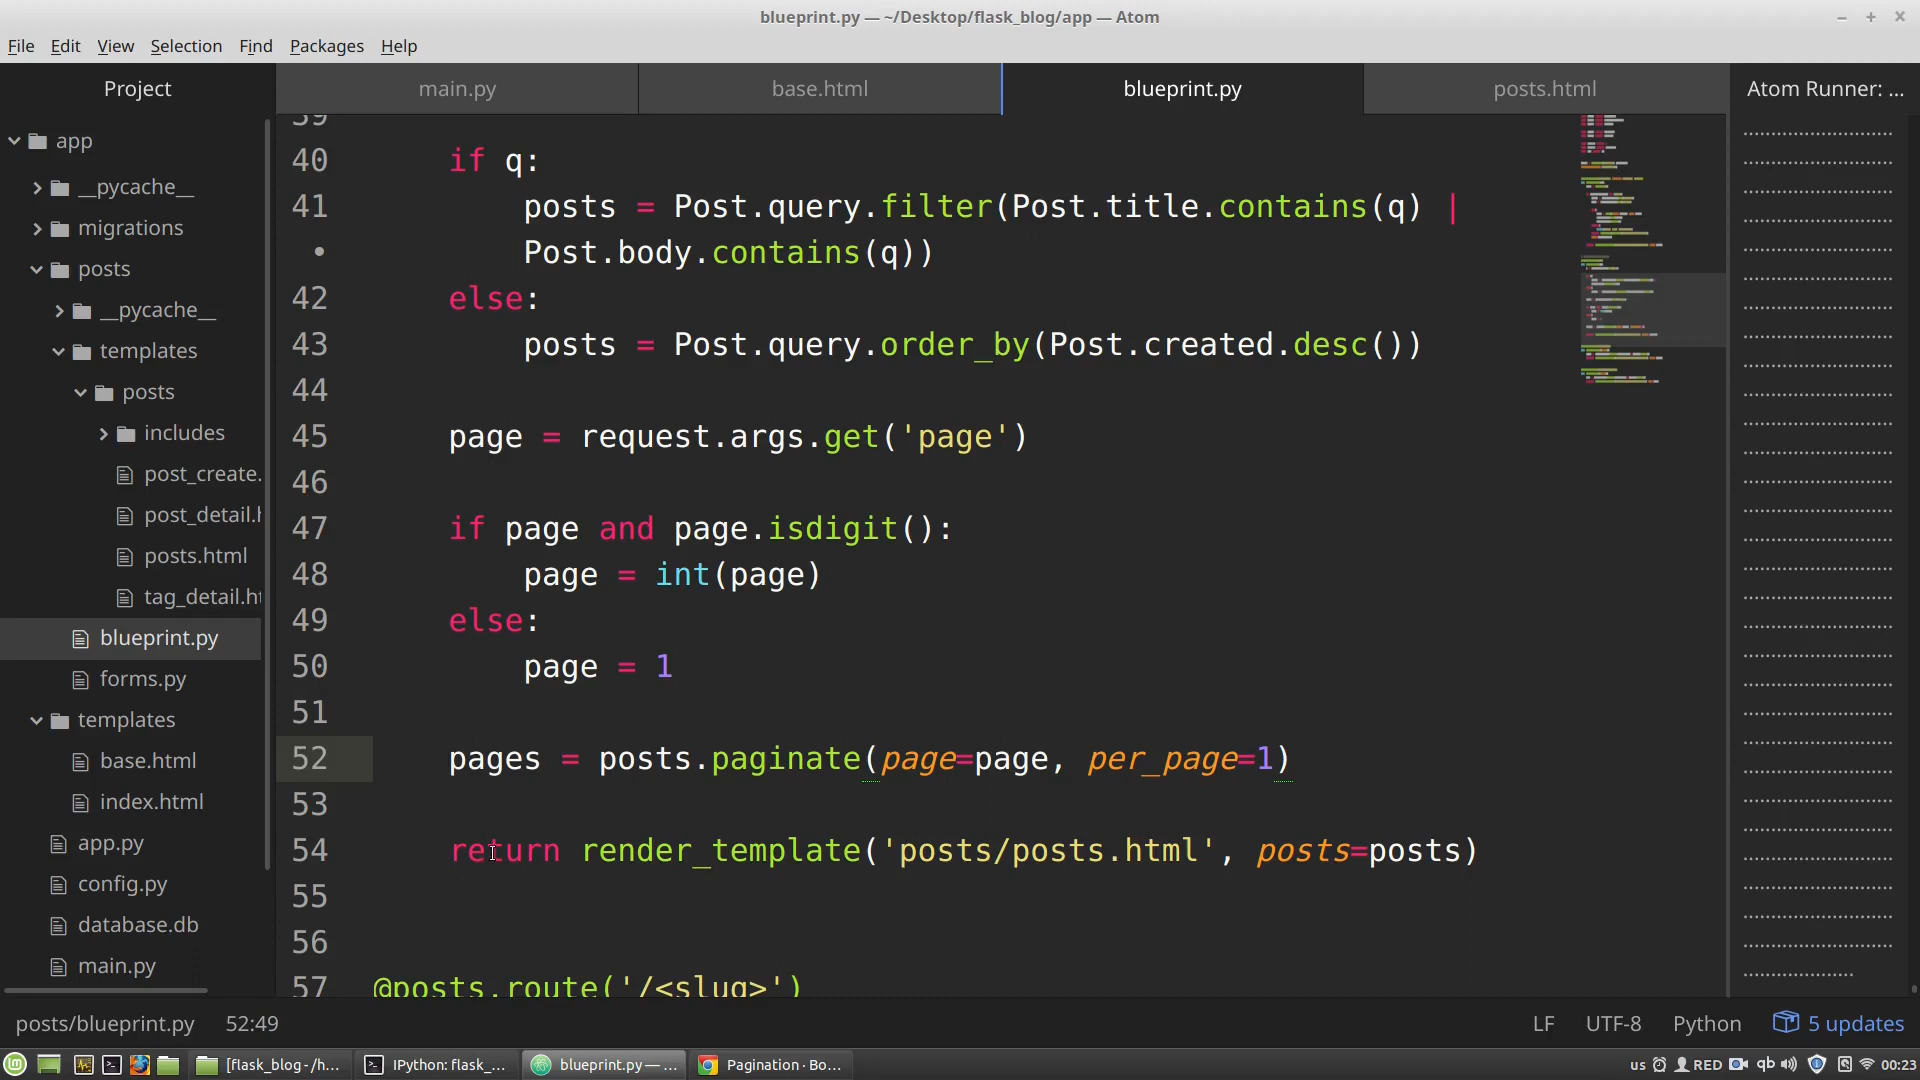 blueprint.py — ~/Desktop/flask_blog/app — Atom
File Edit View Selection Find Packages Help
Project
main.py
base.html
blueprint.py
posts.html
Atom Runner: ...
app
__pycache__
migrations
posts
__pycache__
templates
posts
includes
post_create.
post_detail.h
posts.html
tag_detail.ht
blueprint.py
forms.py
templates
base.html
index.html
app.py
config.py
database.db
main.py
39
40 if q:
41 posts = Post.query.filter(Post.title.contains(q) |
• Post.body.contains(q))
42 else:
43 posts = Post.query.order_by(Post.created.desc())
44
45 page = request.args.get('page')
46
47 if page and page.isdigit():
48 page = int(page)
49 else:
50 page = 1
51
52 pages = posts.paginate(page=page, per_page=1)
53
54 return render_template('posts/posts.html', posts=posts)
55
56
57 @posts.route('/<slug>')
posts/blueprint.py 52:49
LF UTF-8 Python 5 updates
[flask_blog - /h...
IPython: flask_...
blueprint.py — ...
Pagination · Bo...
us RED qb 00:23